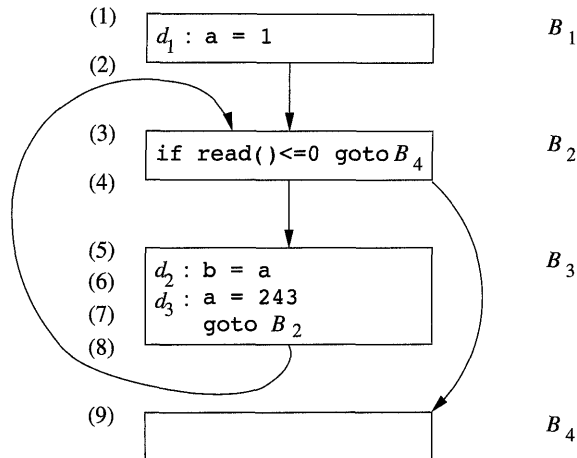 (1)
d1 : a = 1 B1
(2)
(3)
if read()<=0 goto B4 B2
(4)
(5)
d2 : b = a B3
(6)
d3 : a = 243
(7)
goto B2
(8)
(9)
B4